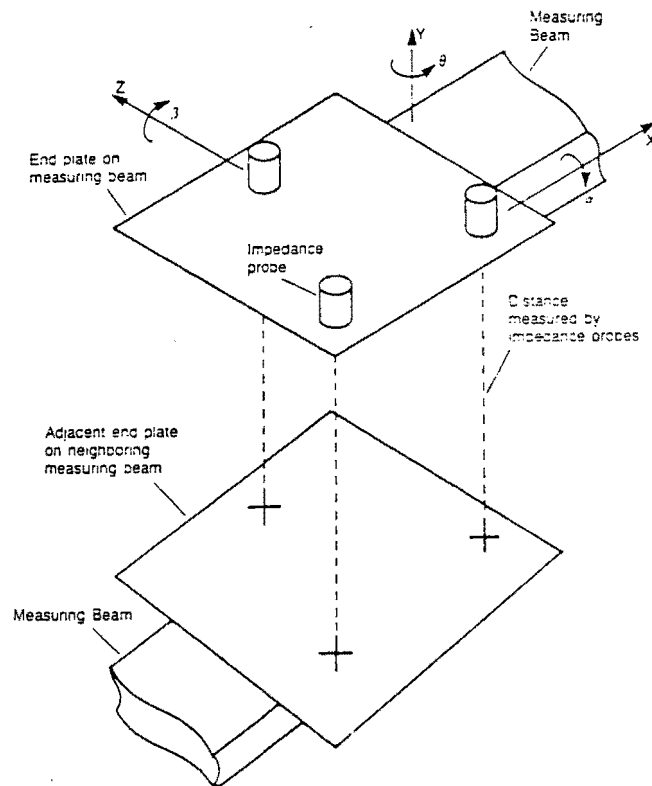 Measuring
Beam
Y
θ
Z
β
X
α
End plate on
measuring beam
Impedance
probe
Distance
measured by
impedance probes
Adjacent end plate
on neighboring
measuring beam
Measuring Beam